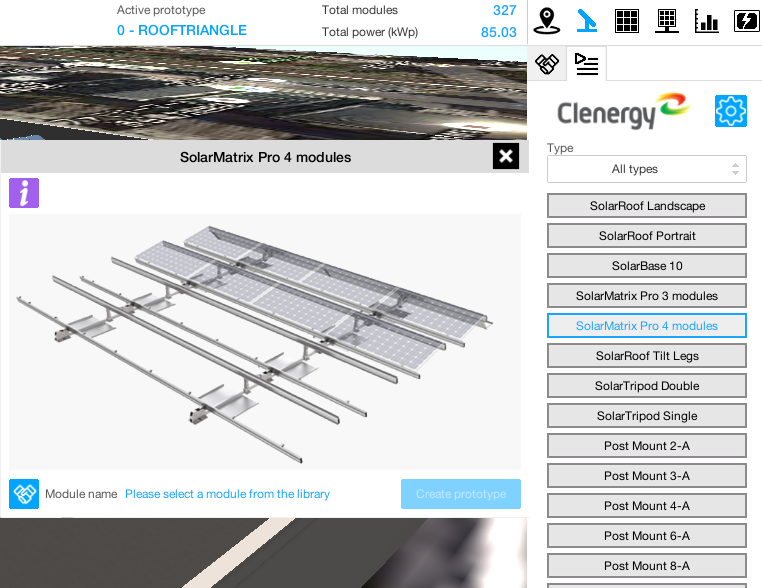 Active prototype
0 - ROOFTRIANGLE
Total modules 327
Total power (kWp) 85.03
SolarMatrix Pro 4 modules
i
Module name Please select a module from the library
Create prototype
Clenergy
Type
All types
SolarRoof Landscape
SolarRoof Portrait
SolarBase 10
SolarMatrix Pro 3 modules
SolarMatrix Pro 4 modules
SolarRoof Tilt Legs
SolarTripod Double
SolarTripod Single
Post Mount 2-A
Post Mount 3-A
Post Mount 4-A
Post Mount 6-A
Post Mount 8-A